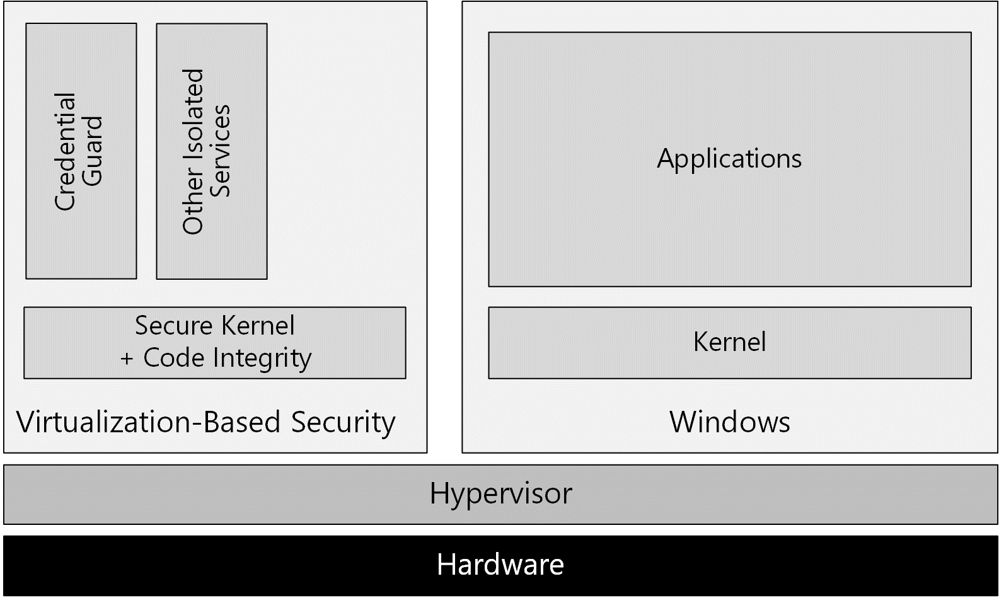 Credential
Guard
Other Isolated
Services
Secure Kernel
+ Code Integrity
Virtualization-Based Security
Applications
Kernel
Windows
Hypervisor
Hardware